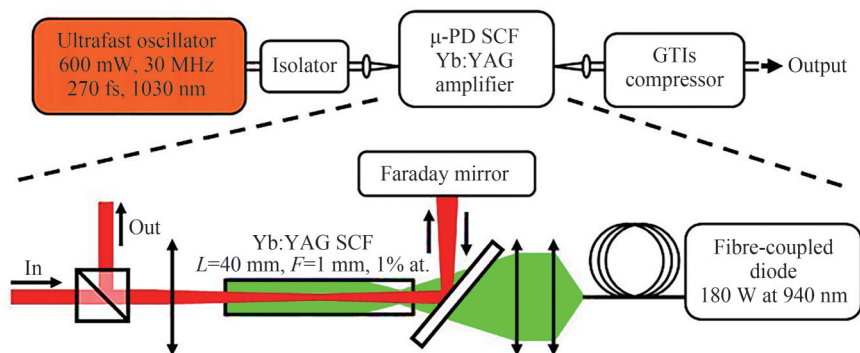 Ultrafast oscillator
600 mW, 30 MHz
270 fs, 1030 nm
Isolator
μ-PD SCF
Yb:YAG
amplifier
GTIs
compressor
Output
Faraday mirror
Out
In
Yb:YAG SCF
L=40 mm, F=1 mm, 1% at.
Fibre-coupled
diode
180 W at 940 nm